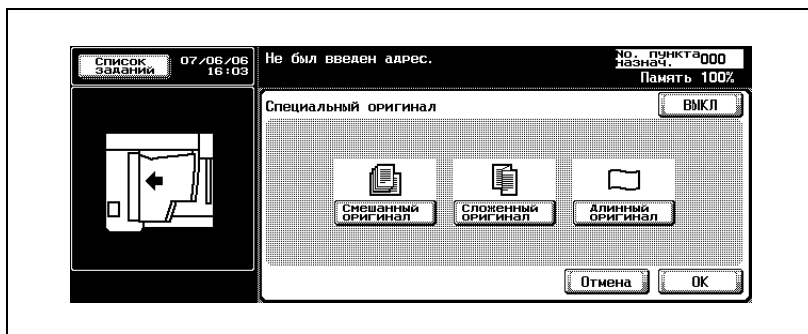 Список
заданий
07/06/06
16:03
Не был введен адрес.
No. пункта
назнач.
000
Память 100%
Специальный оригинал
ВЫКЛ
Смешанный
оригинал
Сложенный
оригинал
Длинный
оригинал
Отмена
ОК